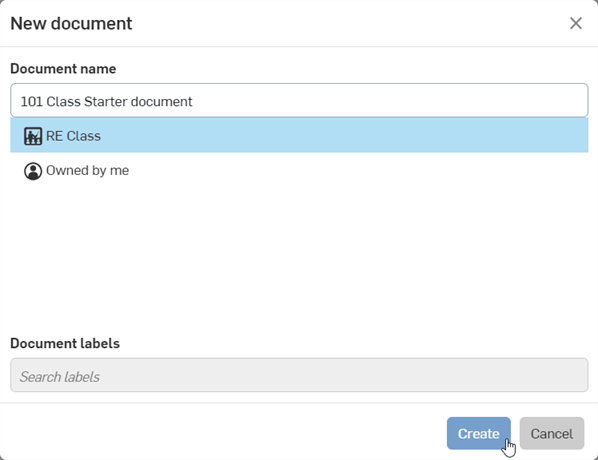 New document
Document name
101 Class Starter document
RE Class
Owned by me
Document labels
Search labels
Create
Cancel